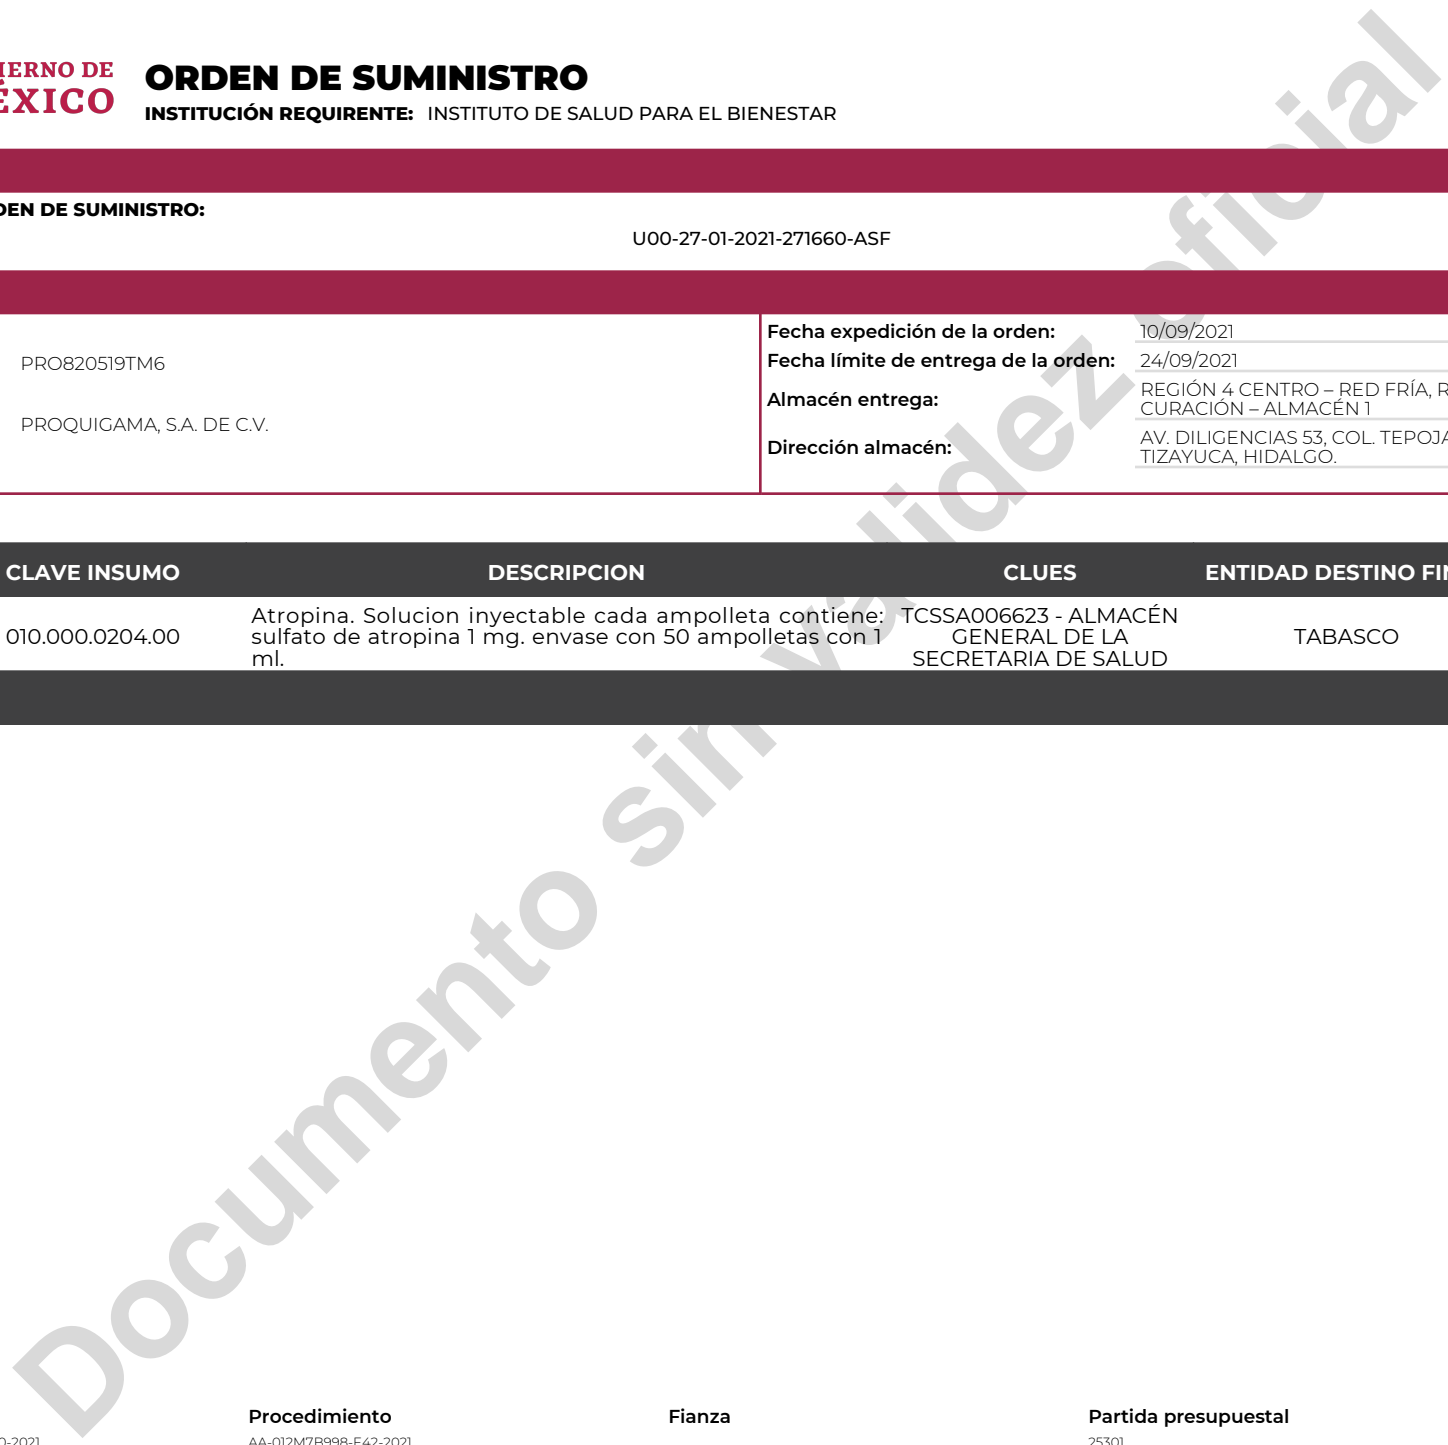 ORDEN DE SUMINISTRO
INSTITUCIÓN REQUIRENTE: INSTITUTO DE SALUD PARA EL BIENESTAR
DE
MÉXICO
DE SUMINISTRO:
U00-27-01-2021-271660-ASF
PRO820519TM6
PROQUIGAMA, S.A. DE C.V.
Fecha expedición de la orden: 10/09/2021
Fecha límite de entrega de la orden: 24/09/2021
Almacén entrega: REGIÓN 4 CENTRO – RED FRÍA,
CURACIÓN – ALMACÉN 1
Dirección almacén: AV. DILIGENCIAS 53, COL.
TIZAYUCA, HIDALGO.
CLAVE INSUMO DESCRIPCION CLUES ENTIDAD DESTINO
010.000.0204.00
Atropina. Solucion inyectable cada ampolleta contiene:
sulfato de atropina 1 mg. envase con 50 ampolletas con 1
ml.
TCSSA006623 - ALMACÉN
GENERAL DE LA
SECRETARIA DE SALUD
TABASCO
Documento sin validez oficial
Procedimiento Fianza Partida presupuestal
AA-012M7B998-E42-2021 25301